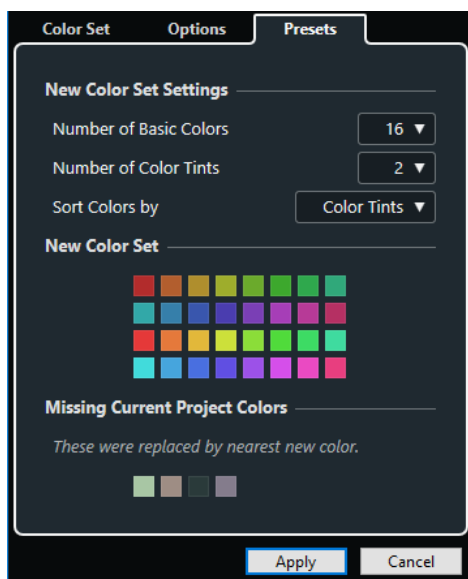 Color Set Options Presets
New Color Set Settings
Number of Basic Colors 16
Number of Color Tints 2
Sort Colors by Color Tints
New Color Set
Missing Current Project Colors
These were replaced by nearest new color.
Apply Cancel